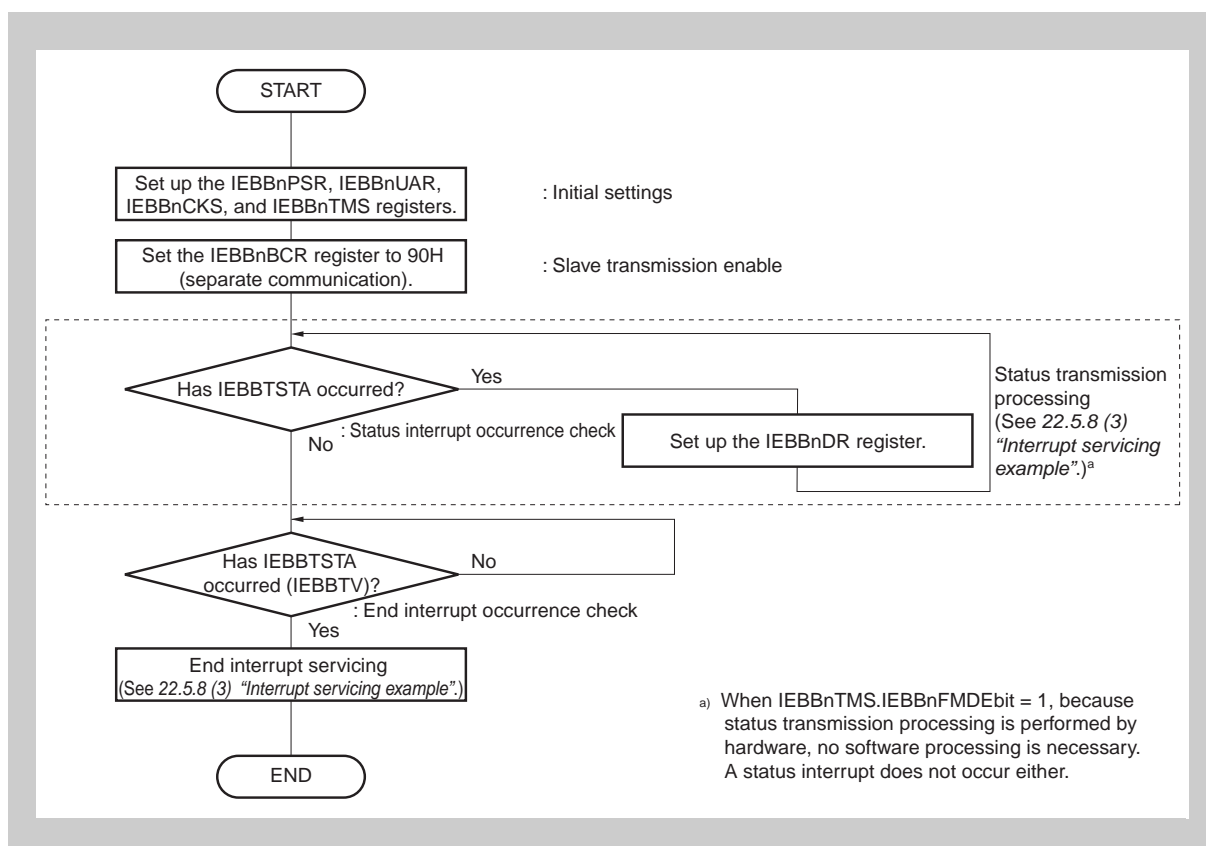 START
Set up the IEBBnPSR, IEBBnUAR,
IEBBnCKS, and IEBBnTMS registers.
: Initial settings
Set the IEBBnBCR register to 90H
(separate communication).
: Slave transmission enable
Has IEBBTSTA occurred?
Yes
No
: Status interrupt occurrence check
Set up the IEBBnDR register.
Status transmission
processing
(See 22.5.8 (3)
“Interrupt servicing
example”.)a
Has IEBBTSTA
occurred (IEBBTV)?
No
: End interrupt occurrence check
Yes
End interrupt servicing
(See 22.5.8 (3) “Interrupt servicing example”.)
END
a) When IEBBnTMS.IEBBnFMDEbit = 1, because
status transmission processing is performed by
hardware, no software processing is necessary.
A status interrupt does not occur either.